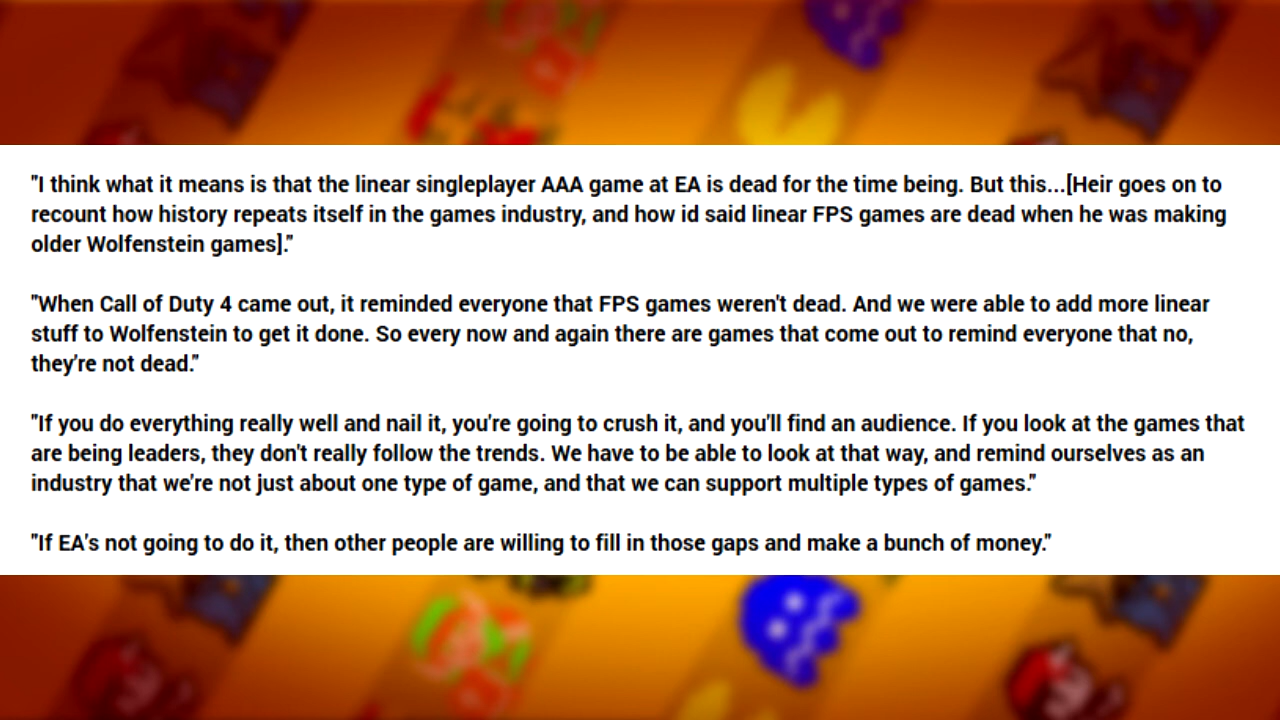 "I think what it means is that the linear singleplayer AAA game at EA is dead for the time being. But this...[Heir goes on to
recount how history repeats itself in the games industry, and how id said linear FPS games are dead when he was making
older Wolfenstein games]."
"When Call of Duty 4 came out, it reminded everyone that FPS games weren't dead. And we were able to add more linear
stuff to Wolfenstein to get it done. So every now and again there are games that come out to remind everyone that no,
they're not dead."
"If you do everything really well and nail it, you're going to crush it, and you'll find an audience. If you look at the games that
are being leaders, they don't really follow the trends. We have to be able to look at that way, and remind ourselves as an
industry that we're not just about one type of game, and that we can support multiple types of games."
"If EA's not going to do it, then other people are willing to fill in those gaps and make a bunch of money."